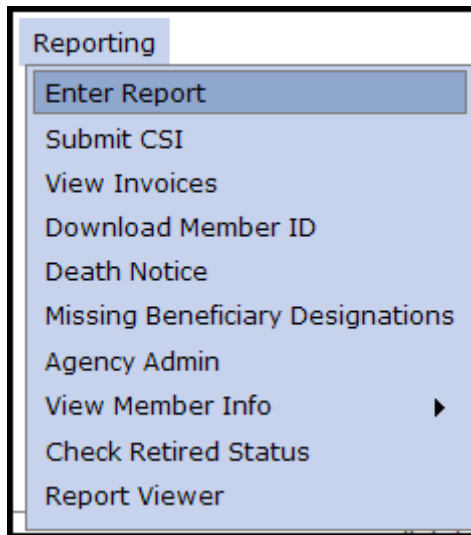 Reporting
Enter Report
Submit CSI
View Invoices
Download Member ID
Death Notice
Missing Beneficiary Designations
Agency Admin
View Member Info
Check Retired Status
Report Viewer